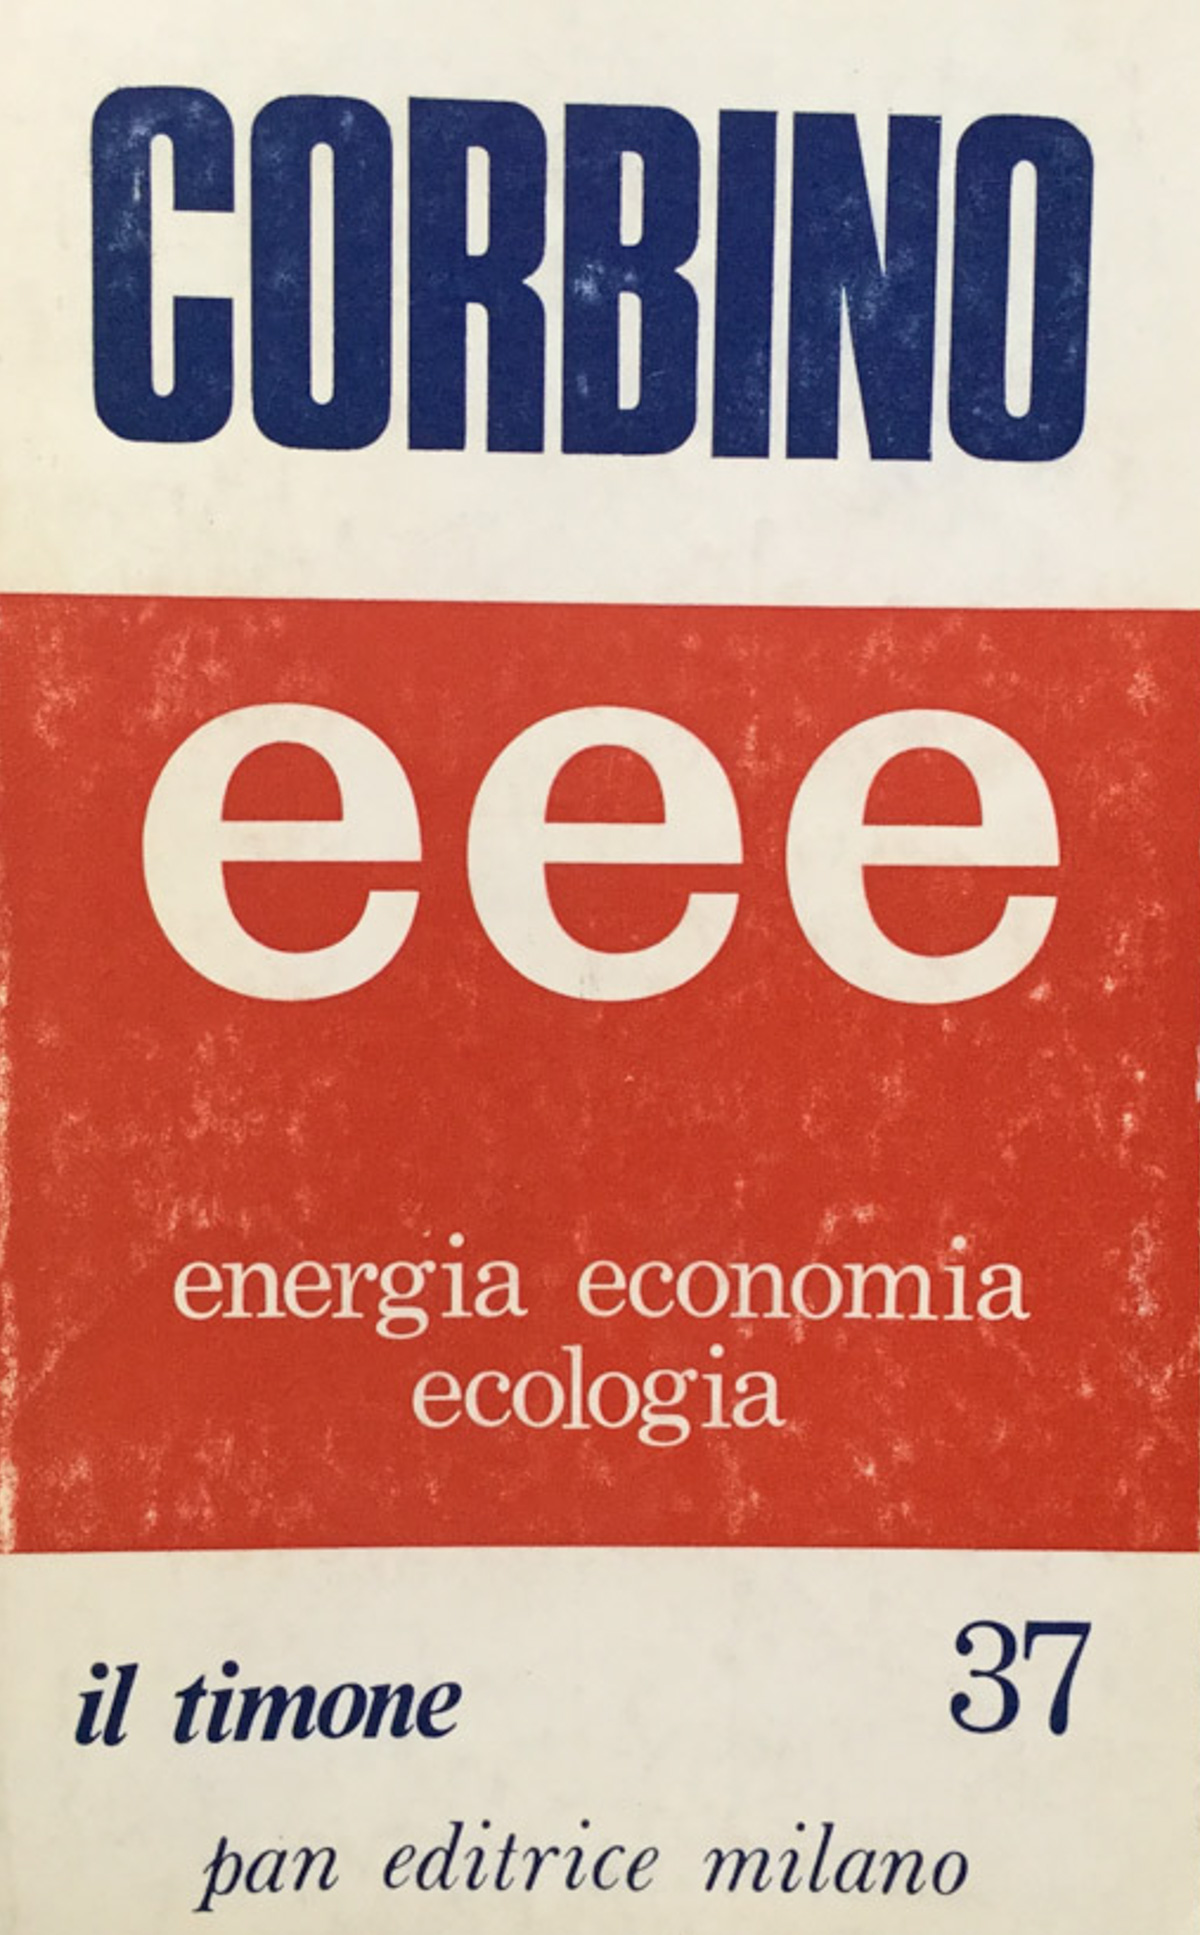 CORBINO
eee
energia economia
ecologia
il timone 37
pan editrice milano